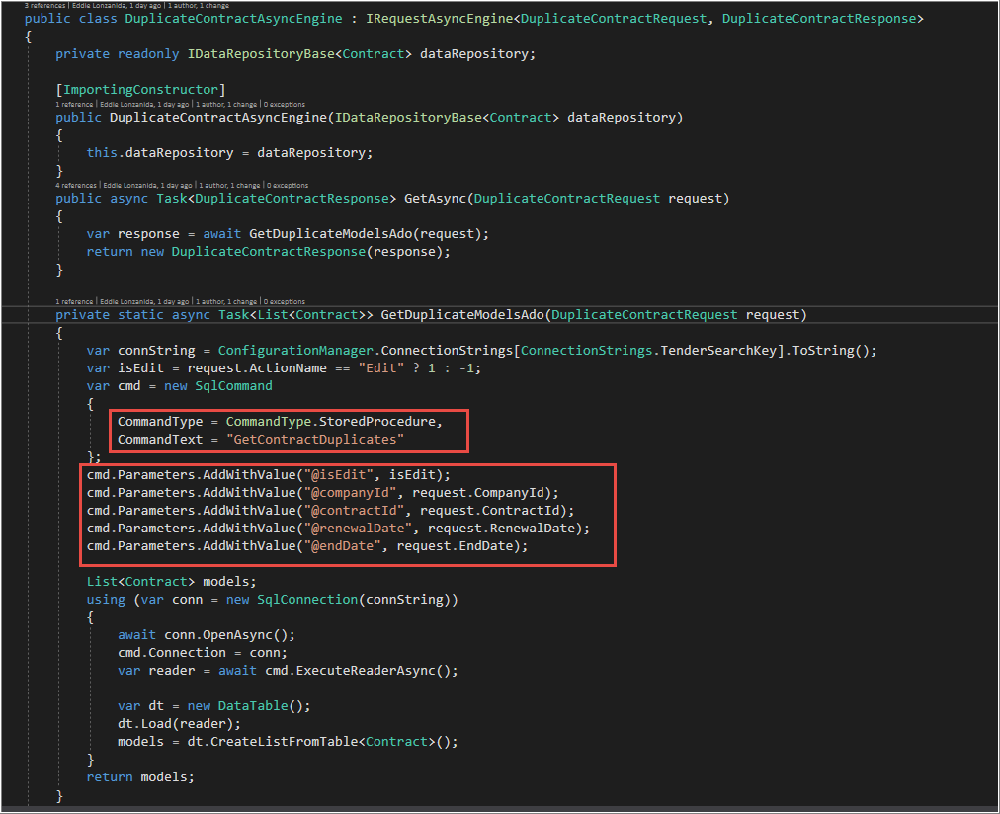 3 references | Eddie Lonzanida, 1 day ago | 1 author, 1 change
public class DuplicateContractAsyncEngine : IRequestAsyncEngine<DuplicateContractRequest, DuplicateContractResponse>
{
private readonly IDataRepositoryBase<Contract> dataRepository;
[ImportingConstructor]
1 reference | Eddie Lonzanida, 1 day ago | 1 author, 1 change | 0 exceptions
public DuplicateContractAsyncEngine(IDataRepositoryBase<Contract> dataRepository)
{
this.dataRepository = dataRepository;
}
4 references | Eddie Lonzanida, 1 day ago | 1 author, 1 change | 0 exceptions
public async Task<DuplicateContractResponse> GetAsync(DuplicateContractRequest request)
{
var response = await GetDuplicateModelsAdo(request);
return new DuplicateContractResponse(response);
}
1 reference | Eddie Lonzanida, 1 day ago | 1 author, 1 change | 0 exceptions
private static async Task<List<Contract>> GetDuplicateModelsAdo(DuplicateContractRequest request)
{
var connString = ConfigurationManager.ConnectionStrings[ConnectionStrings.TenderSearchKey].ToString();
var isEdit = request.ActionName == "Edit" ? 1 : -1;
var cmd = new SqlCommand
{
CommandType = CommandType.StoredProcedure,
CommandText = "GetContractDuplicates"
};
cmd.Parameters.AddWithValue("@isEdit", isEdit);
cmd.Parameters.AddWithValue("@companyId", request.CompanyId);
cmd.Parameters.AddWithValue("@contractId", request.ContractId);
cmd.Parameters.AddWithValue("@renewalDate", request.RenewalDate);
cmd.Parameters.AddWithValue("@endDate", request.EndDate);
List<Contract> models;
using (var conn = new SqlConnection(connString))
{
await conn.OpenAsync();
cmd.Connection = conn;
var reader = await cmd.ExecuteReaderAsync();
var dt = new DataTable();
dt.Load(reader);
models = dt.CreateListFromTable<Contract>();
}
return models;
}